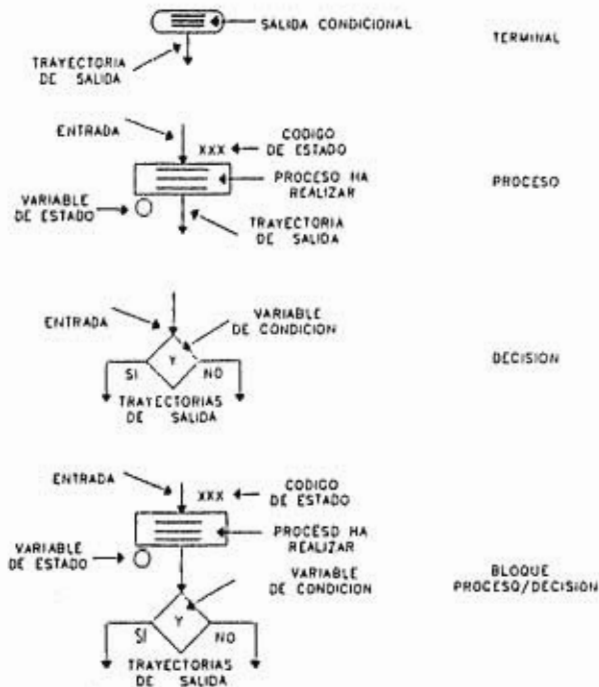 SALIDA CONDICIONAL
TERMINAL
TRAYECTORIA
DE SALIDA
ENTRADA
XXX
CODIGO
DE ESTADO
PROCESO HA
REALIZAR
PROCESO
VARIABLE
DE ESTADO
TRAYECTORIA
DE SALIDA
ENTRADA
VARIABLE
DE CONDICION
Y
SI
NO
DECISION
TRAYECTORIAS
DE SALIDA
ENTRADA
XXX
CODIGO
DE ESTADO
PROCESO HA
REALIZAR
VARIABLE
DE ESTADO
VARIABLE
DE CONDICION
BLOQUE
PROCESO/DECISION
Y
SI
NO
TRAYECTORIAS
DE SALIDA